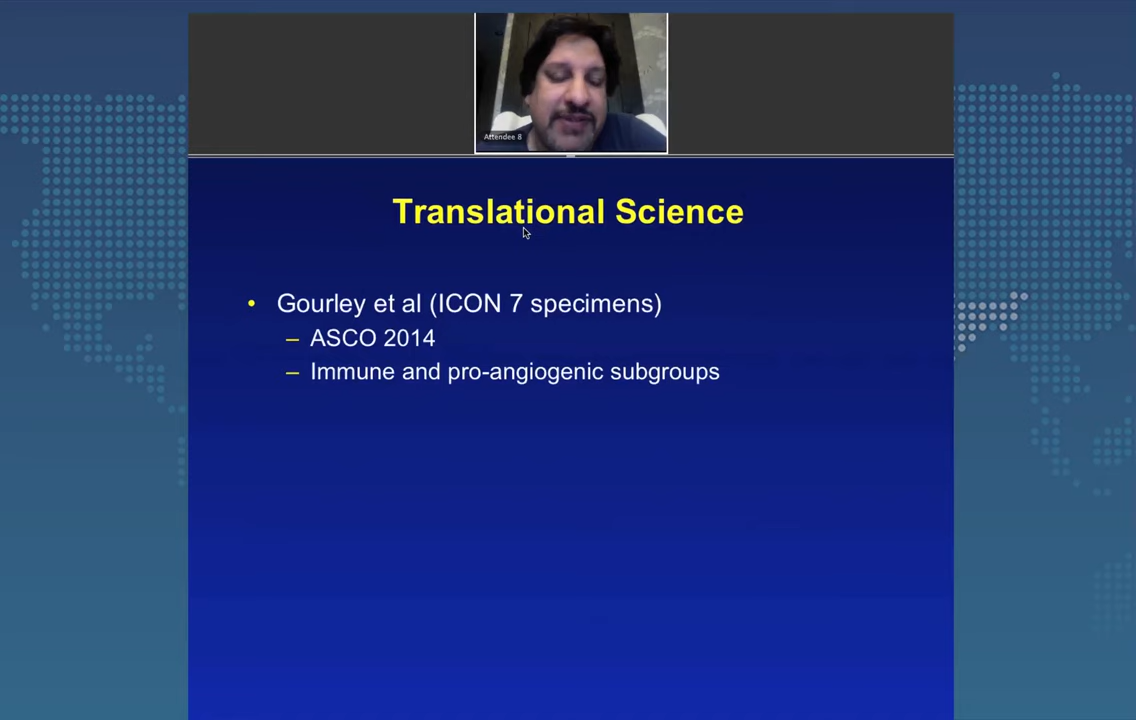 Attendee 8
Translational Science
• Gourley et al (ICON 7 specimens)
– ASCO 2014
– Immune and pro-angiogenic subgroups